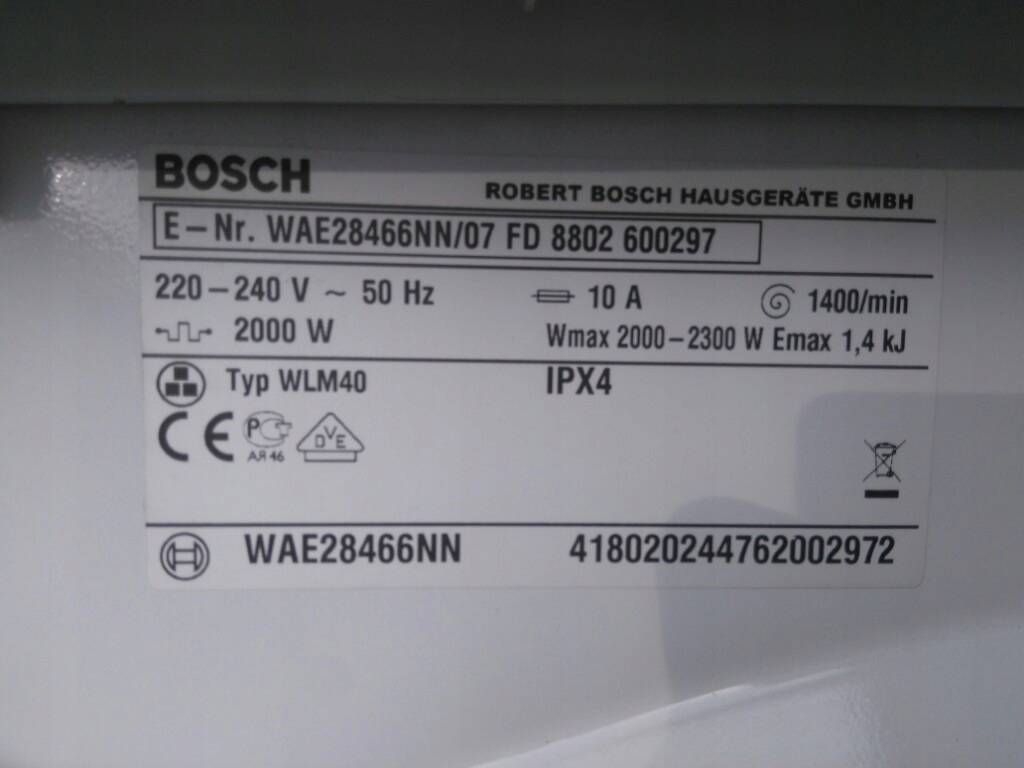 BOSCH
ROBERT BOSCH HAUSGERÄTE GMBH
E-Nr. WAE28466NN/07 FD 8802 600297
220-240 V ~ 50 Hz 10 A 1400/min
2000 W Wmax 2000-2300 W Emax 1,4 kJ
Typ WLM40 IPX4
CE PC DVE
АЯ46
WAE28466NN 418020244762002972